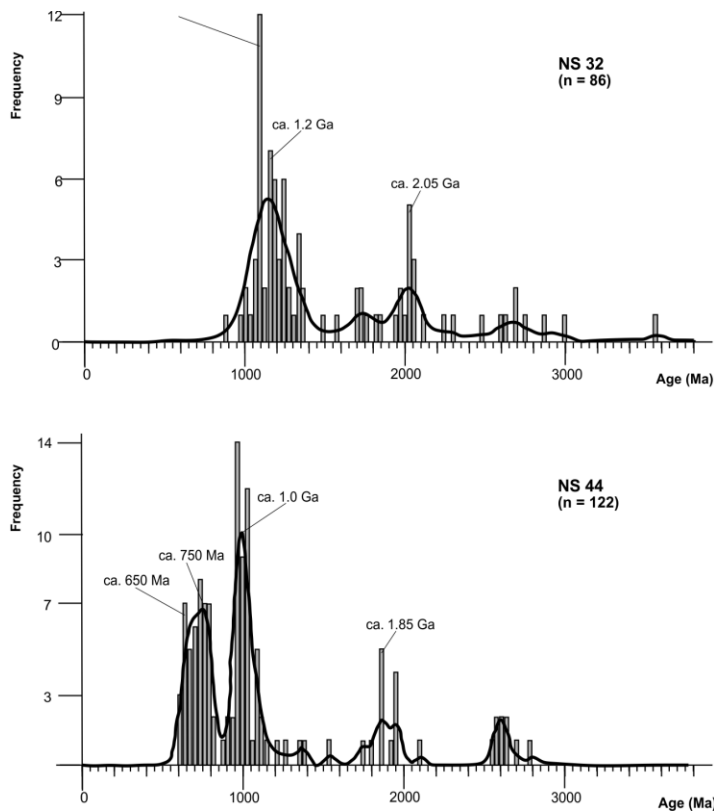 12
Frequency
NS 32
(n = 86)
9
ca. 1.2 Ga
6
ca. 2.05 Ga
3
0
0
1000
2000
3000
Age (Ma)
14
Frequency
NS 44
(n = 122)
ca. 1.0 Ga
10
ca. 750 Ma
ca. 650 Ma
7
ca. 1.85 Ga
3
0
1000
2000
3000
Age (Ma)